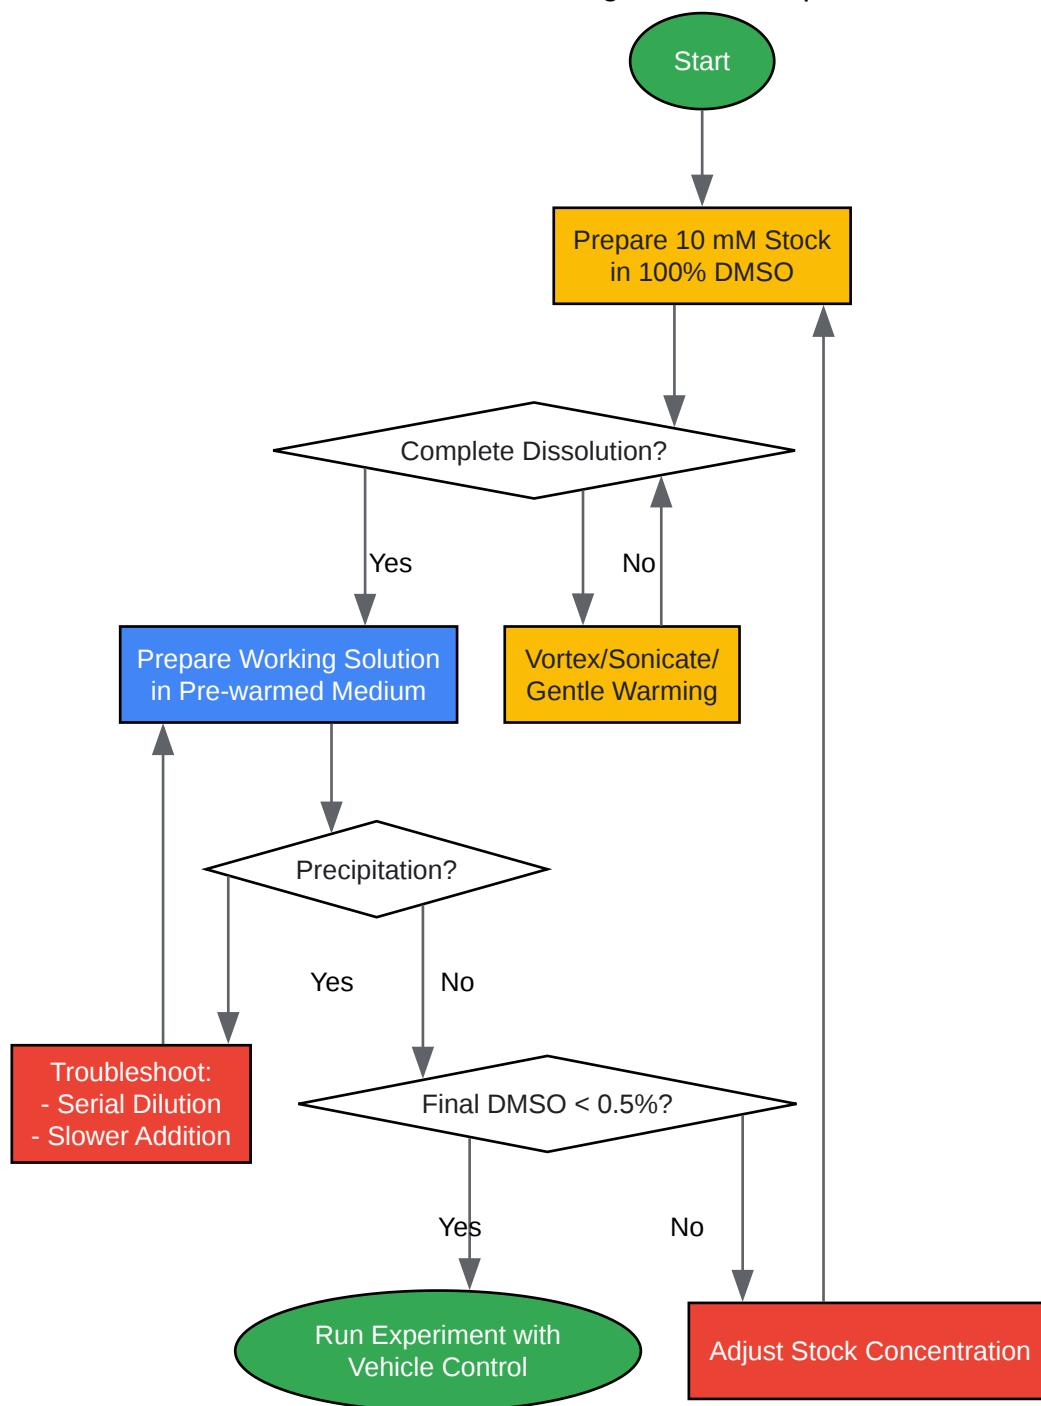 Start
Prepare 10 mM Stock
in 100% DMSO
Complete Dissolution?
Yes
No
Prepare Working Solution
in Pre-warmed Medium
Vortex/Sonicate/
Gentle Warming
Precipitation?
Yes
No
Troubleshoot:
- Serial Dilution
- Slower Addition
Final DMSO < 0.5%?
Yes
No
Run Experiment with
Vehicle Control
Adjust Stock Concentration